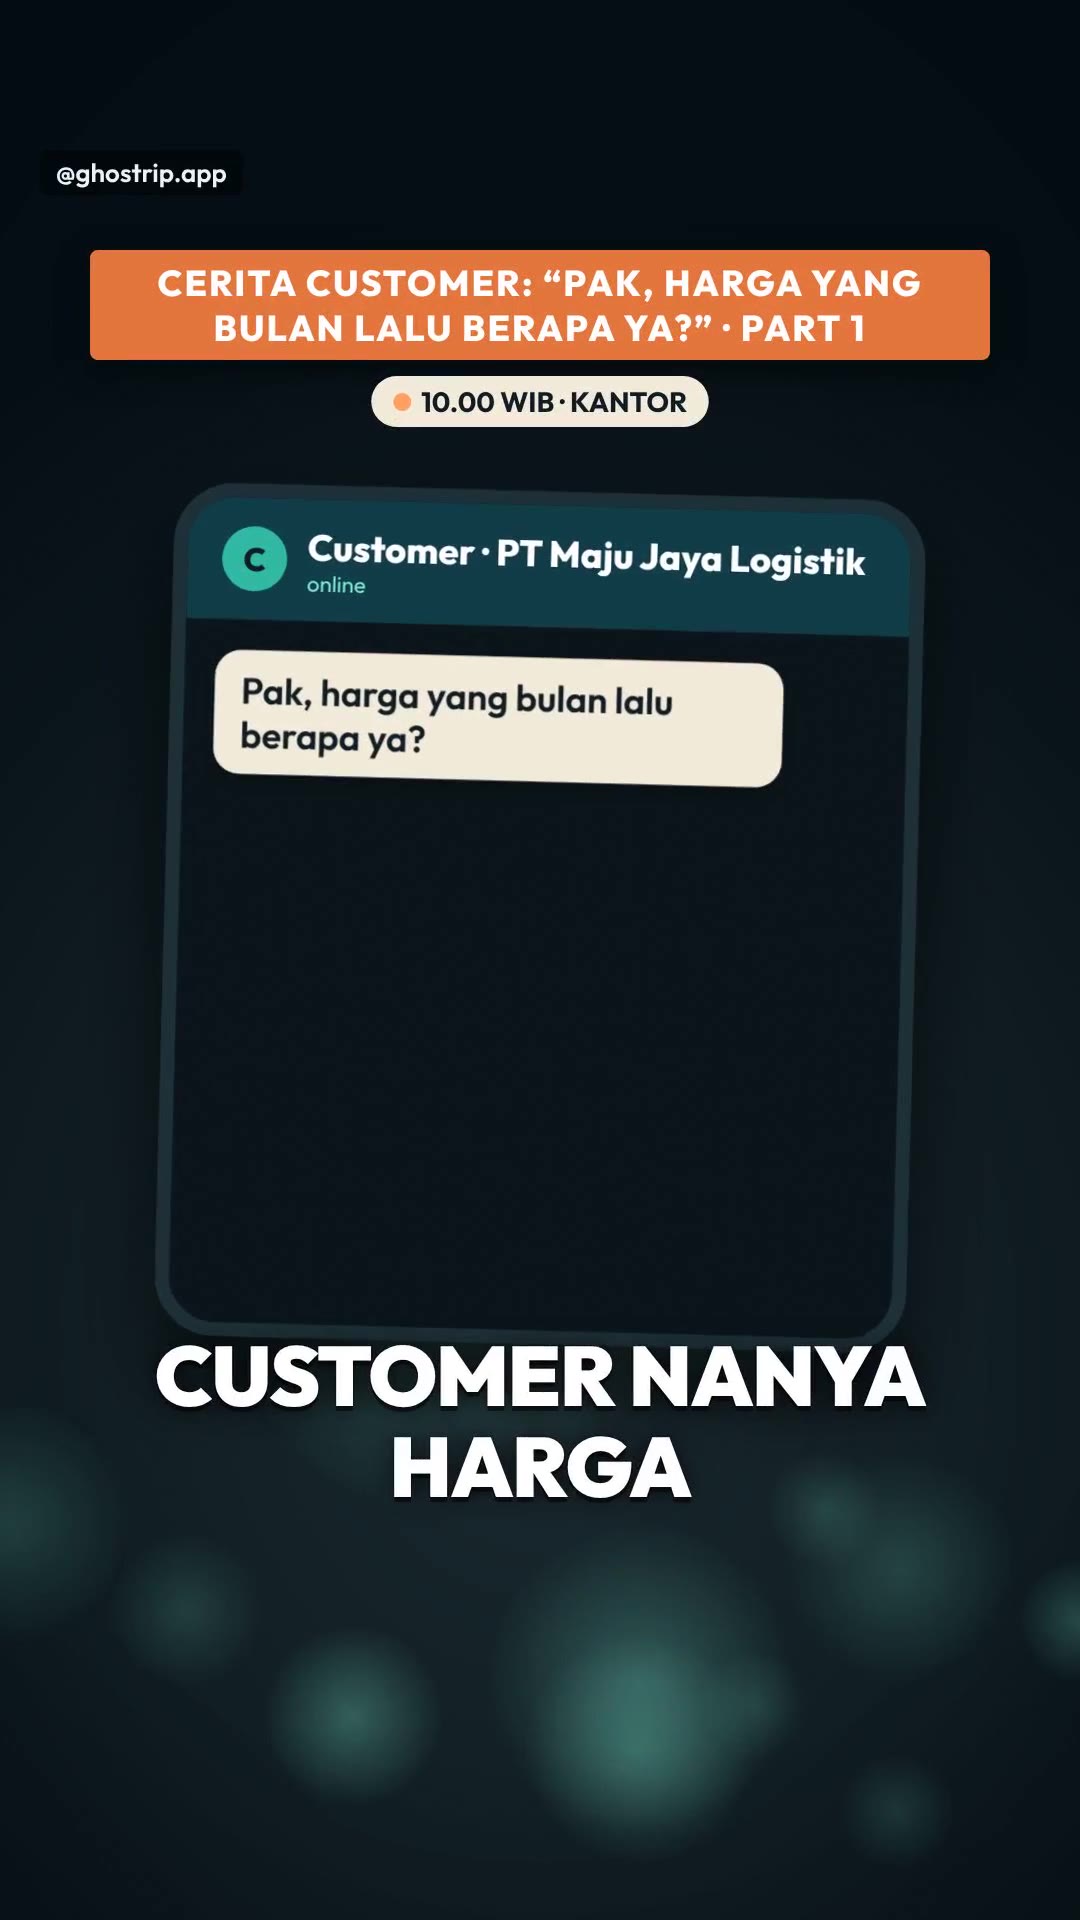 @ghostrip.app
CERITA CUSTOMER: “PAK, HARGA YANG
BULAN LALU BERAPA YA?” · PART 1
10.00 WIB · KANTOR
C
Customer · PT Maju Jaya Logistik
online
Pak, harga yang bulan lalu
berapa ya?
CUSTOMER NANYA
HARGA